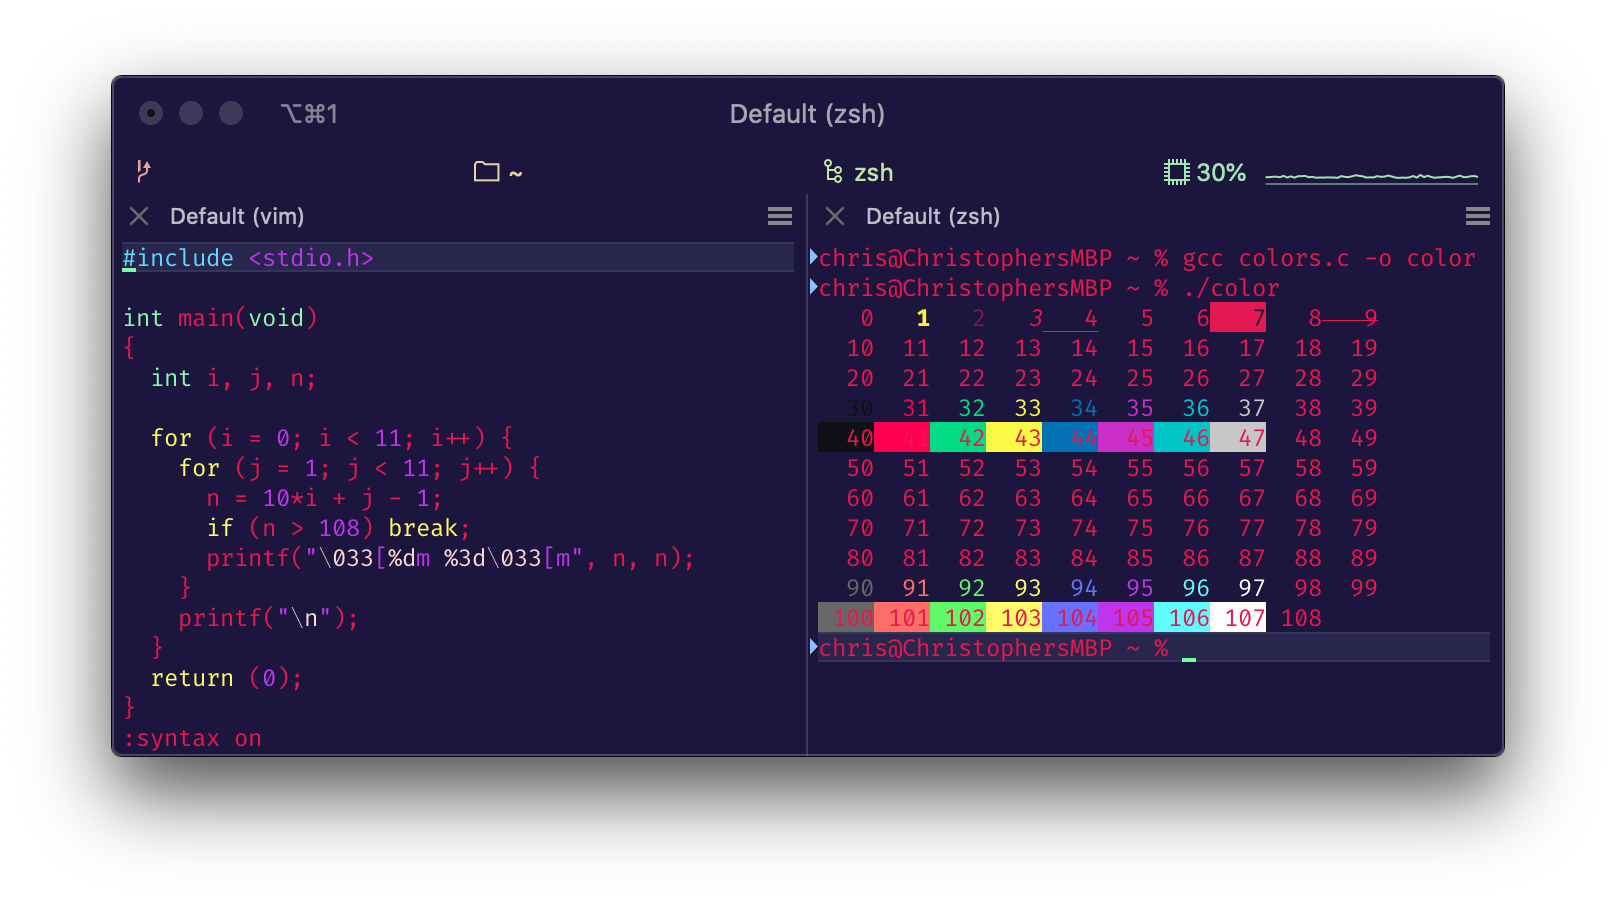 ⌥⌘1 Default (zsh)
~ zsh 30%
Default (vim)
#include <stdio.h>
int main(void)
{
  int i, j, n;
  for (i = 0; i < 11; i++) {
    for (j = 1; j < 11; j++) {
      n = 10*i + j - 1;
      if (n > 108) break;
      printf("\033[%dm %3d\033[m", n, n);
    }
    printf("\n");
  }
  return (0);
}
:syntax on
Default (zsh)
chris@ChristophersMBP ~ % gcc colors.c -o color
chris@ChristophersMBP ~ % ./color
0 1 2 3 4 5 6 7 8 9
10 11 12 13 14 15 16 17 18 19
20 21 22 23 24 25 26 27 28 29
30 31 32 33 34 35 36 37 38 39
40 41 42 43 44 45 46 47 48 49
50 51 52 53 54 55 56 57 58 59
60 61 62 63 64 65 66 67 68 69
70 71 72 73 74 75 76 77 78 79
80 81 82 83 84 85 86 87 88 89
90 91 92 93 94 95 96 97 98 99
100 101 102 103 104 105 106 107 108
chris@ChristophersMBP ~ %